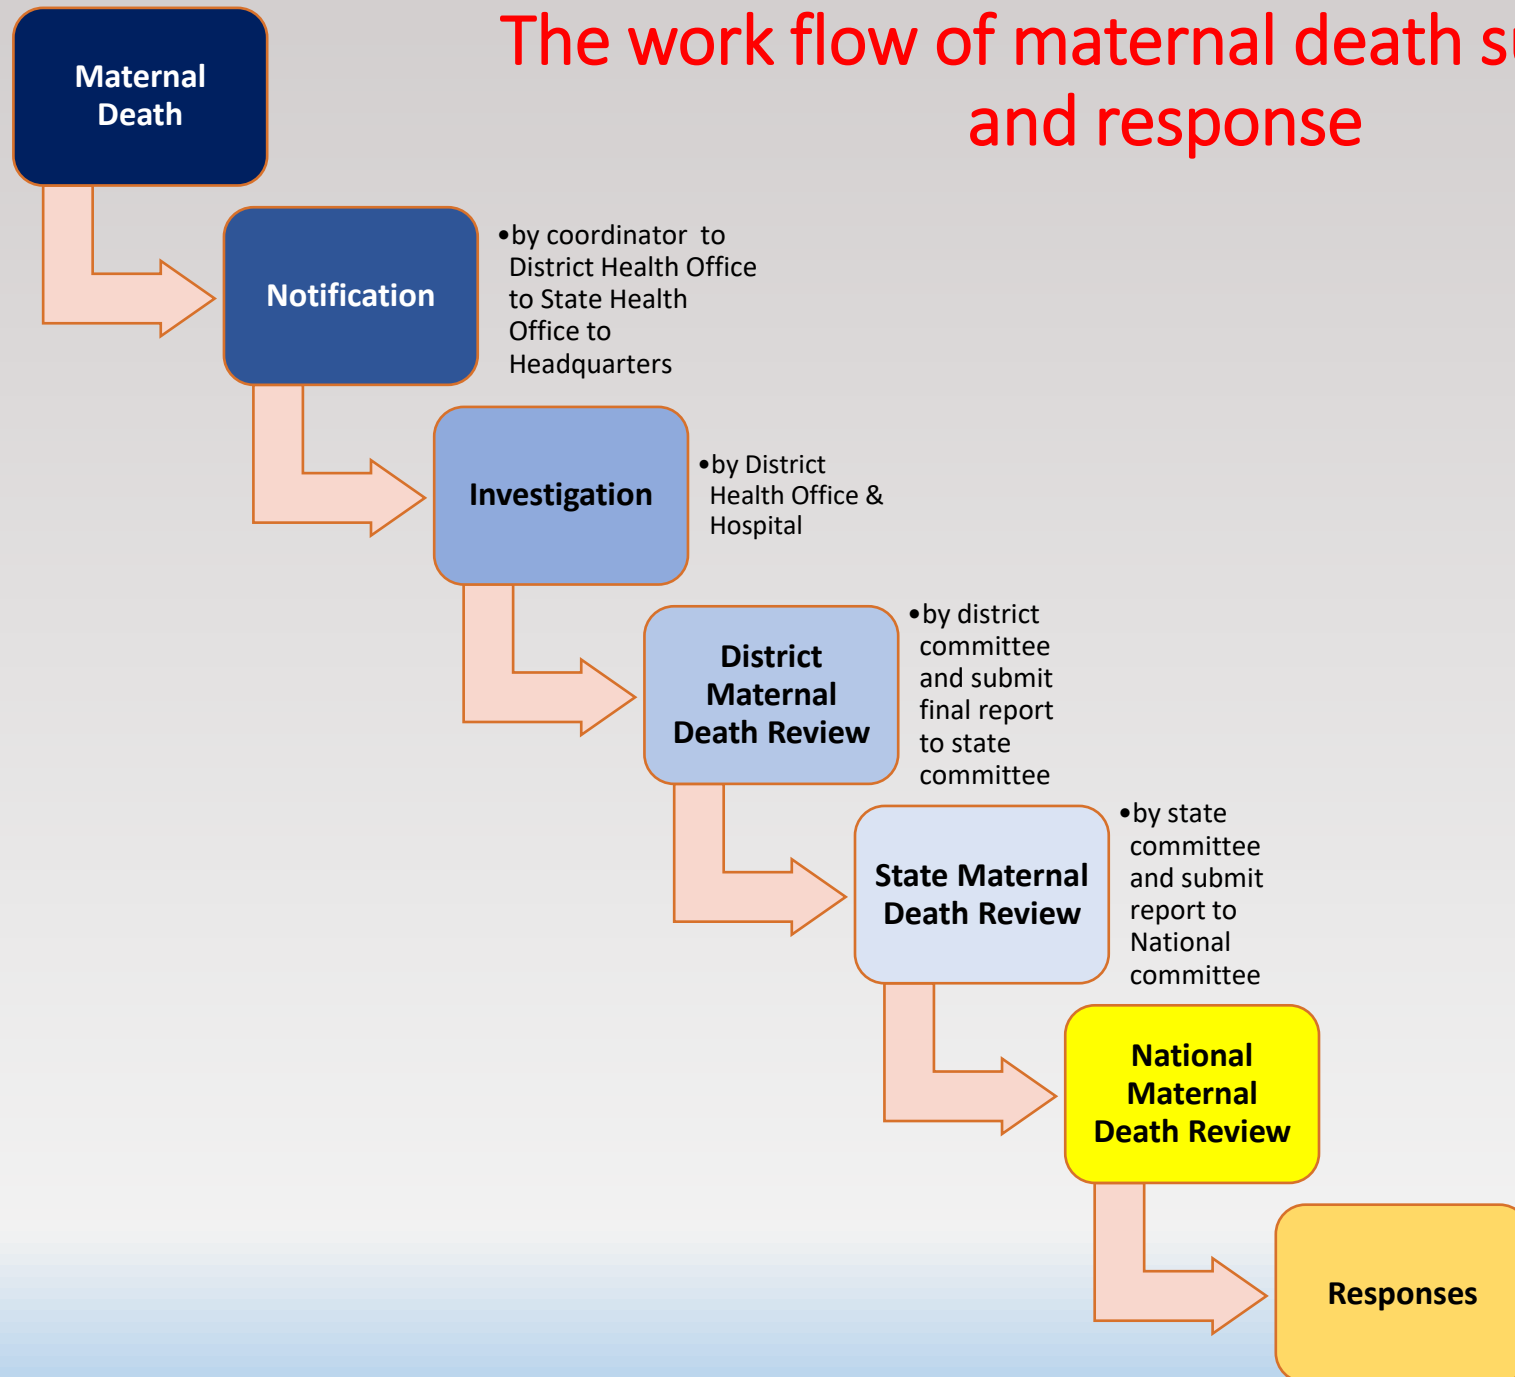 The work flow of maternal death
and response
Maternal
Death
Notification
•by coordinator to
District Health Office
to State Health
Office to
Headquarters
Investigation
•by District
Health Office &
Hospital
District
Maternal
Death Review
•by district
committee
and submit
final report
to state
committee
State Maternal
Death Review
•by state
committee
and submit
report to
National
committee
National
Maternal
Death Review
Responses